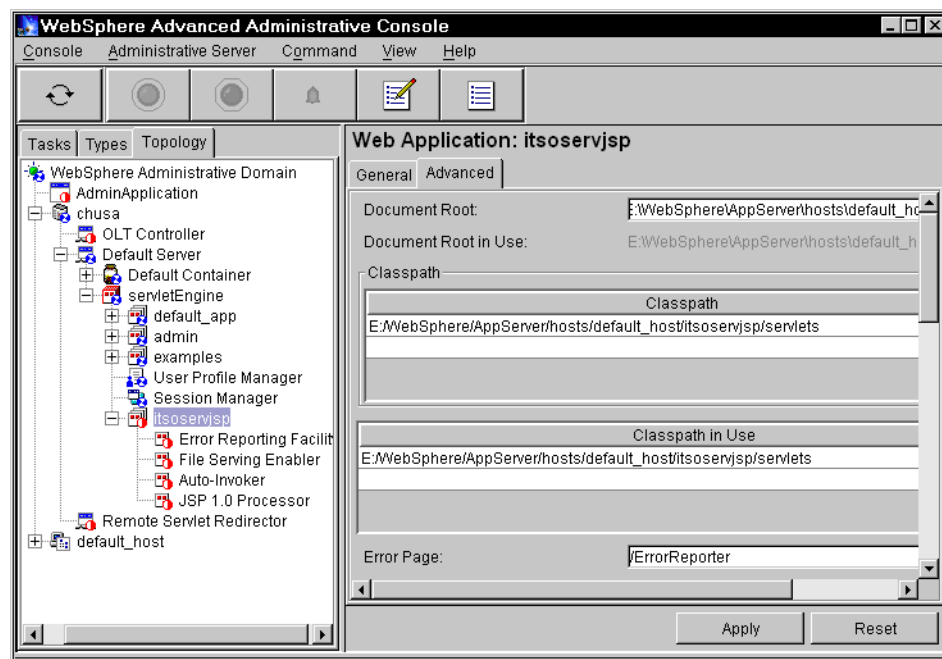 WebSphere Advanced Administrative Console
Console Administrative Server Command View Help
Tasks Types Topology
WebSphere Administrative Domain
AdminApplication
chusa
OLT Controller
Default Server
Default Container
servletEngine
default_app
admin
examples
User Profile Manager
Session Manager
itsoservjsp
Error Reporting Facilit
File Serving Enabler
Auto-Invoker
JSP 1.0 Processor
Remote Servlet Redirector
default_host
Web Application: itsoservjsp
General Advanced
Document Root: E:\WebSphere\AppServer\hosts\default_ho
Document Root in Use: E:\WebSphere\AppServer\hosts\default_h
Classpath
Classpath
E:/WebSphere/AppServer/hosts/default_host/itsoservjsp/servlets
Classpath in Use
E:/WebSphere/AppServer/hosts/default_host/itsoservjsp/servlets
Error Page: /ErrorReporter
Apply Reset